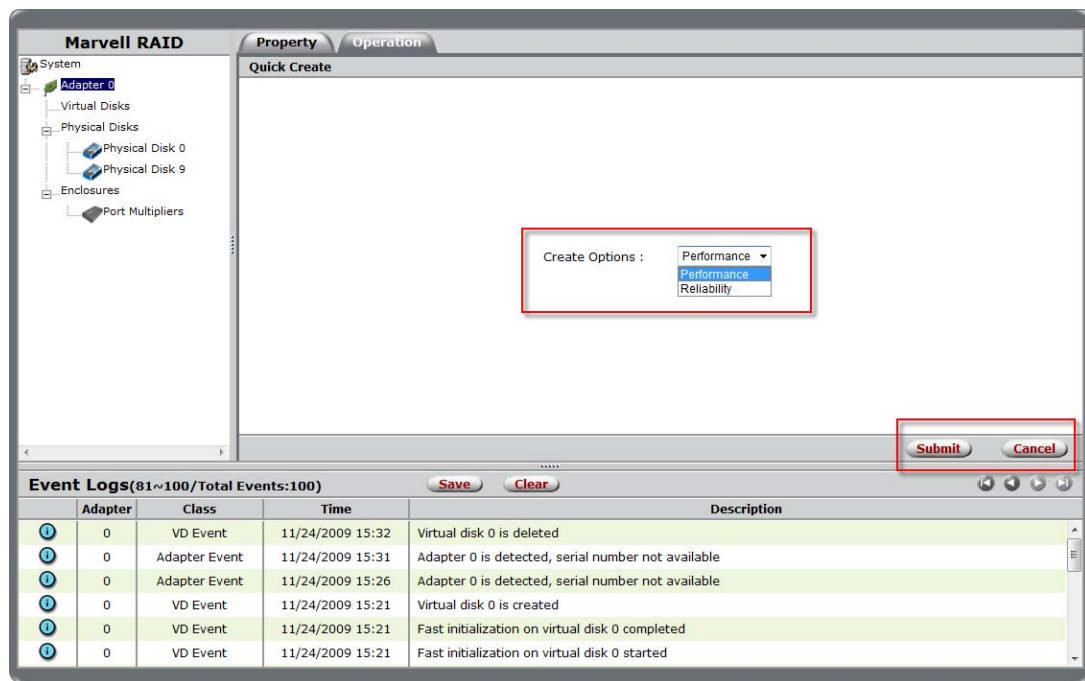 Marvell RAID
Property
Operation
System
Adapter 0
Virtual Disks
Physical Disks
Physical Disk 0
Physical Disk 9
Enclosures
Port Multipliers
Quick Create
Create Options : Performance
Performance
Reliability
Submit Cancel
Event Logs(81~100/Total Events:100) Save Clear
Adapter Class Time Description
0 VD Event 11/24/2009 15:32 Virtual disk 0 is deleted
0 Adapter Event 11/24/2009 15:31 Adapter 0 is detected, serial number not available
0 Adapter Event 11/24/2009 15:26 Adapter 0 is detected, serial number not available
0 VD Event 11/24/2009 15:21 Virtual disk 0 is created
0 VD Event 11/24/2009 15:21 Fast initialization on virtual disk 0 completed
0 VD Event 11/24/2009 15:21 Fast initialization on virtual disk 0 started